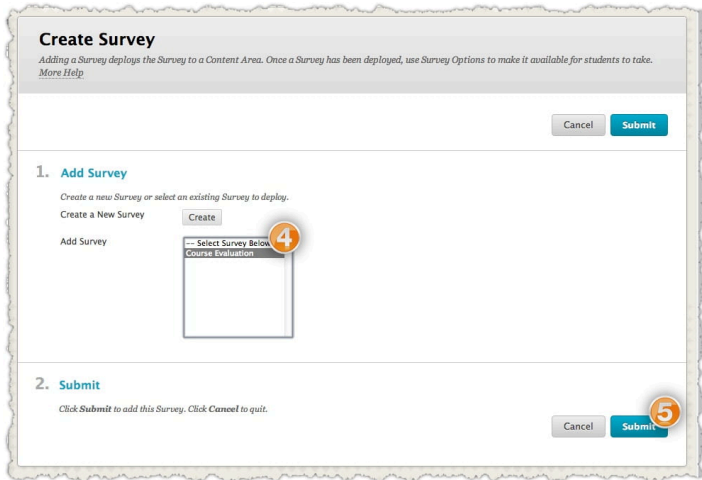 Create Survey
Adding a Survey deploys the Survey to a Content Area. Once a Survey has been deployed, use Survey Options to make it available for students to take.
More Help
Cancel Submit
1. Add Survey
Create a new Survey or select an existing Survey to deploy.
Create a New Survey Create
Add Survey
-- Select Survey Below 4
Course Evaluation
2. Submit
Click Submit to add this Survey. Click Cancel to quit.
Cancel Submit 5